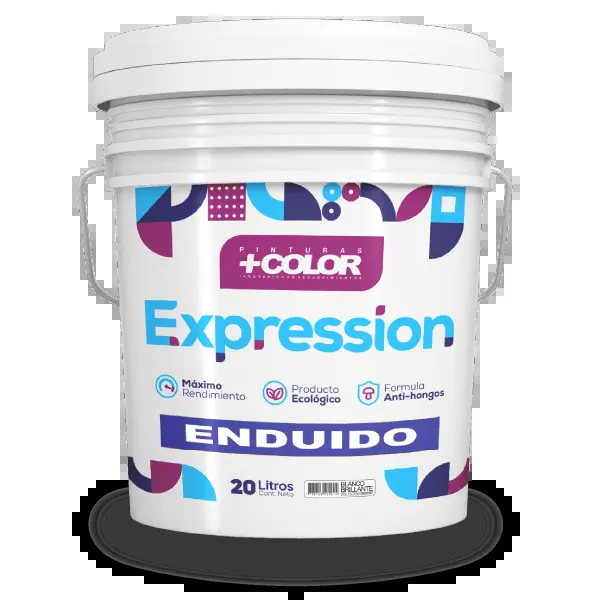 PINTURAS
+COLOR
Expression
Máximo
Rendimiento
Producto
Ecológico
Formula
Anti-hongos
ENDUIDO
20 Litros
Cont. Neto
BLANCO
BRILLANTE